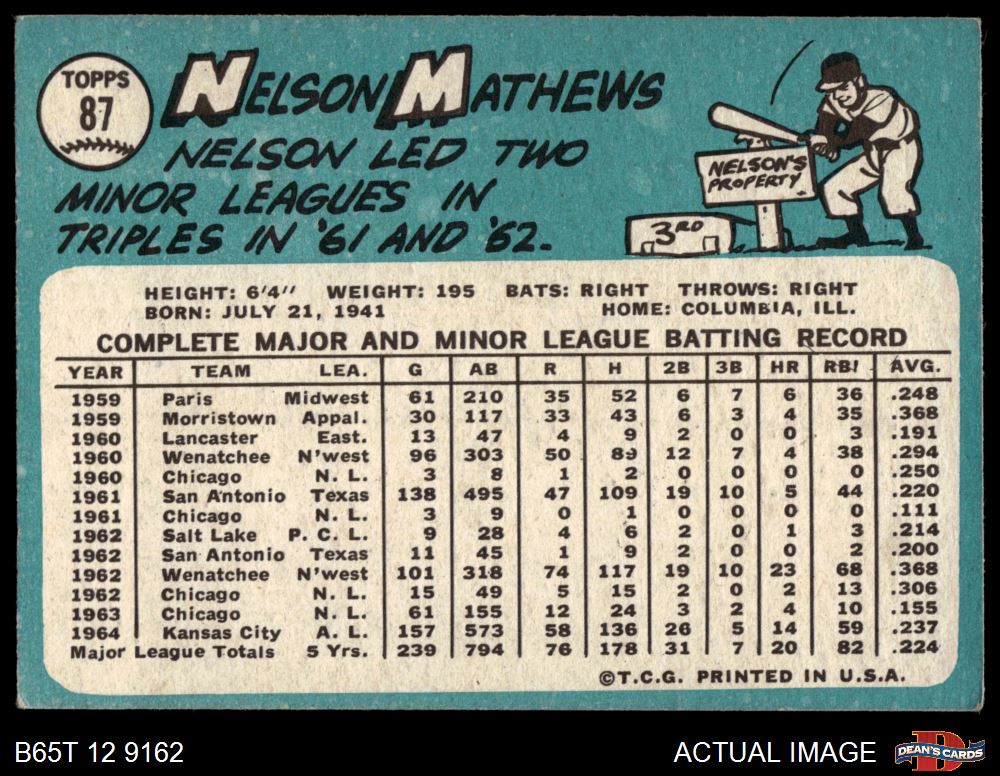 TOPPS
87
NELSON MATHEWS
NELSON LED TWO
MINOR LEAGUES IN
TRIPLES IN '61 AND '62.
NELSON'S
PROPERTY
3RD
HEIGHT: 6'4" WEIGHT: 195 BATS: RIGHT THROWS: RIGHT
BORN: JULY 21, 1941 HOME: COLUMBIA, ILL.
COMPLETE MAJOR AND MINOR LEAGUE BATTING RECORD
YEAR TEAM LEA. G AB R H 2B 3B HR RBI AVG.
1959 Paris Midwest 61 210 35 52 6 7 6 36 .248
1959 Morristown Appal. 30 117 33 43 6 3 4 35 .368
1960 Lancaster East. 13 47 4 9 2 0 0 3 .191
1960 Wenatchee N'west 96 303 50 89 12 7 4 38 .294
1960 Chicago N. L. 3 8 1 2 0 0 0 0 .250
1961 San Antonio Texas 138 495 47 109 19 10 5 44 .220
1961 Chicago N. L. 3 9 0 1 0 0 0 0 .111
1962 Salt Lake P. C. L. 9 28 4 6 2 0 1 3 .214
1962 San Antonio Texas 11 45 1 9 2 0 0 2 .200
1962 Wenatchee N'west 101 318 74 117 19 10 23 68 .368
1962 Chicago N. L. 15 49 5 15 2 0 2 13 .306
1963 Chicago N. L. 61 155 12 24 3 2 4 10 .155
1964 Kansas City A. L. 157 573 58 136 26 5 14 59 .237
Major League Totals 5 Yrs. 239 794 76 178 31 7 20 82 .224
©T.C.G. PRINTED IN U.S.A.
B65T 12 9162
ACTUAL IMAGE
DEAN'S CARDS